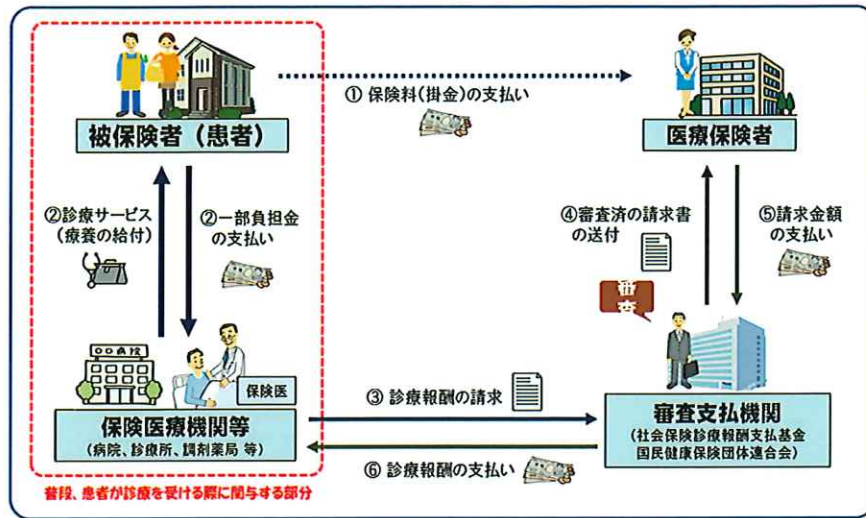 ① 保険料(掛金)の支払い
被保険者（患者）
医療保険者
②診療サービス
（療養の給付）
②一部負担金
の支払い
④審査済の請求書
の送付
⑤請求金額
の支払い
審査
○○病院
保険医
③ 診療報酬の請求
保険医療機関等
(病院、診療所、調剤薬局 等)
審査支払機関
(社会保険診療報酬支払基金
国民健康保険団体連合会)
⑥ 診療報酬の支払い
普段、患者が診療を受ける際に関与する部分